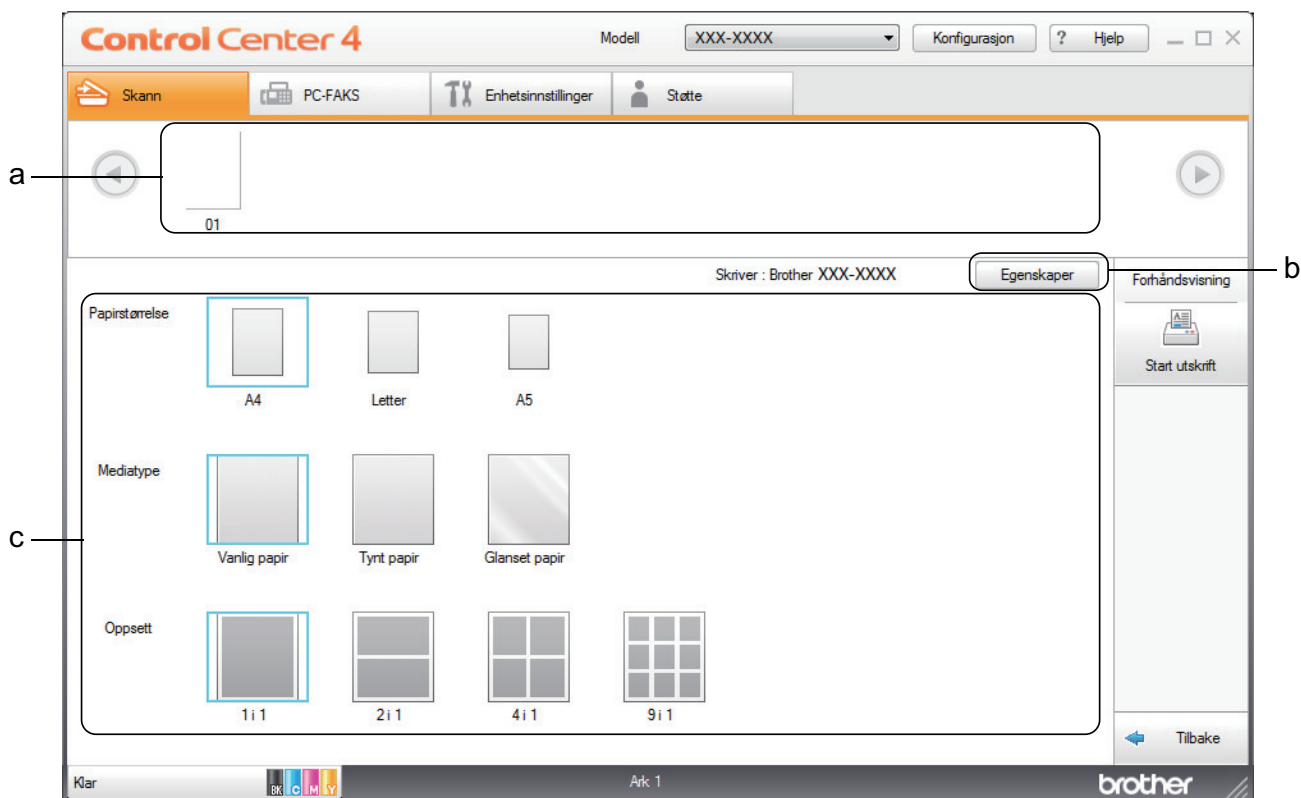 Control Center 4
Modell XXX-XXXX Konfigurasjon ? Hjelp
Skann PC-FAKS Enhetsinnstillinger Støtte
a
01
Skriver : Brother XXX-XXXX Egenskaper b
Forhåndsvisning
Start utskrift
Papirstørrelse
A4 Letter A5
Mediatype
c
Vanlig papir Tynt papir Glanset papir
Oppsett
1 i 1 2 i 1 4 i 1 9 i 1
Tilbake
Klar BK C M Y Ark 1 brother